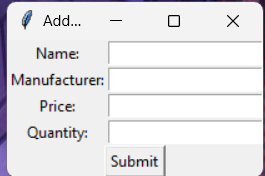 Add...
Name:
Manufacturer:
Price:
Quantity:
Submit